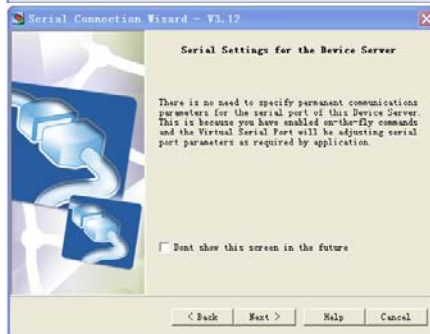 Serial Connection Wizard - V3.12
Serial Settings for the Device Server
There is no need to specify permanent communications
parameters for the serial port of this Device Server.
This is because you have enabled on-the-fly commands
and the Virtual Serial Port will be adjusting serial
port parameters as required by application.
Dont show this screen in the future
< Back
Next >
Help
Cancel